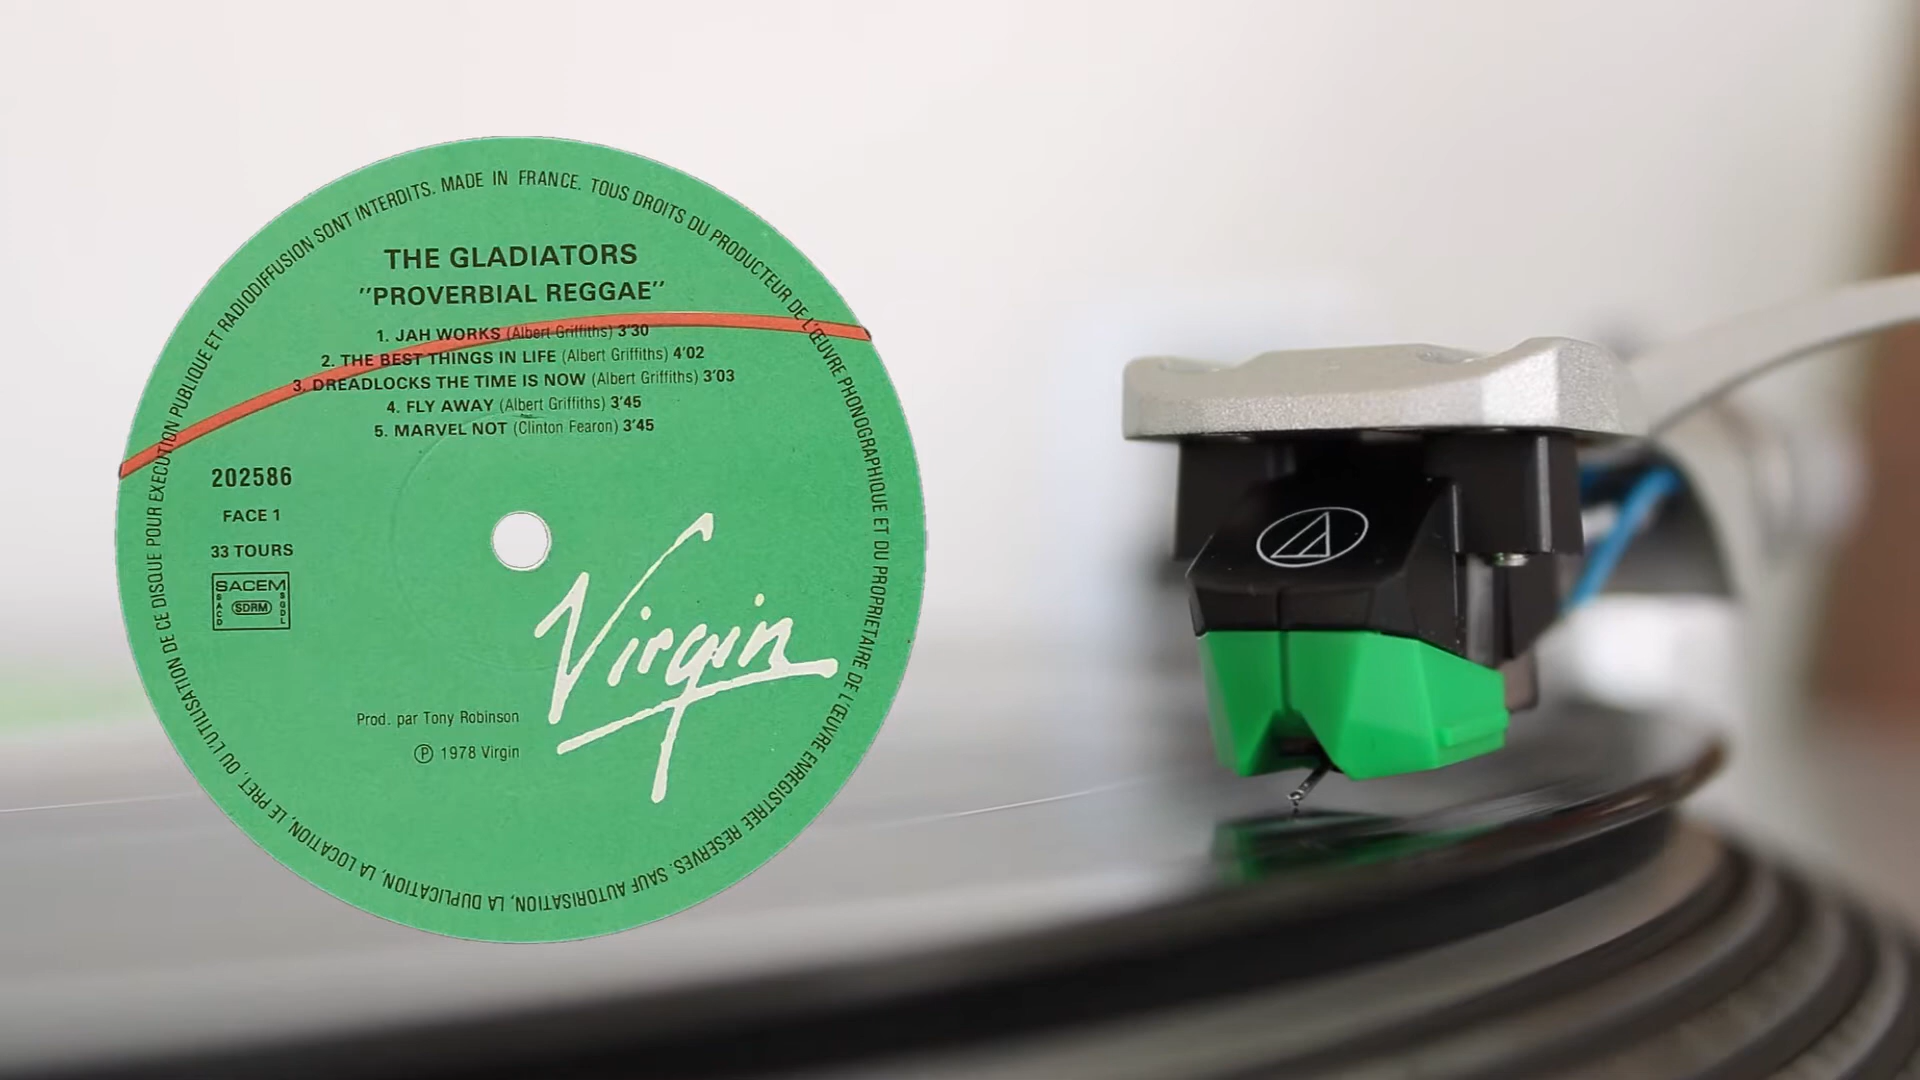 THE GLADIATORS
"PROVERBIAL REGGAE"
1. JAH WORKS (Albert Griffiths) 3'30
2. THE BEST THINGS IN LIFE (Albert Griffiths) 4'02
3. DREADLOCKS THE TIME IS NOW (Albert Griffiths) 3'03
4. FLY AWAY (Albert Griffiths) 3'45
5. MARVEL NOT (Clinton Fearon) 3'45
202586
FACE 1
33 TOURS
SACEM
SACD
SDRM
SGDL
Virgin
Prod. par Tony Robinson
Ⓟ 1978 Virgin
MADE IN FRANCE. TOUS DROITS DU PRODUCTEUR DE L'ŒUVRE PHONOGRAPHIQUE ET DU PROPRIETAIRE DE L'ŒUVRE ENREGISTREE RESERVES. SAUF AUTORISATION, LA DUPLICATION, LA LOCATION, LE PRET, OU L'UTILISATION DE CE DISQUE POUR EXECUTION PUBLIQUE ET RADIODIFFUSION SONT INTERDITS.